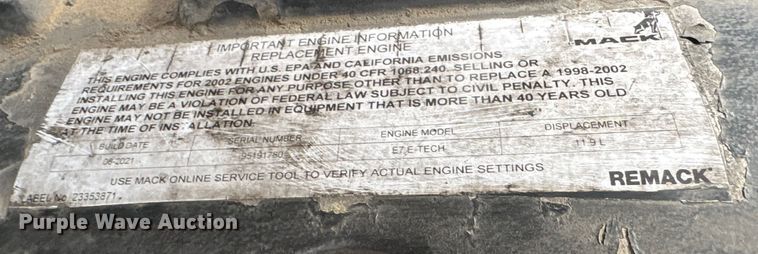 IMPORTANT ENGINE INFORMATION
REPLACEMENT ENGINE
MACK
THIS ENGINE COMPLIES WITH U.S. EPA AND CALIFORNIA EMISSIONS
REQUIREMENTS FOR 2002 ENGINES UNDER 40 CFR 1068.240. SELLING OR
INSTALLING THIS ENGINE FOR ANY PURPOSE OTHER THAN TO REPLACE A 1998-2002
ENGINE MAY BE A VIOLATION OF FEDERAL LAW SUBJECT TO CIVIL PENALTY. THIS
ENGINE MAY NOT BE INSTALLED IN EQUIPMENT THAT IS MORE THAN 40 YEARS OLD
AT THE TIME OF INSTALLATION.
BUILD DATE SERIAL NUMBER ENGINE MODEL DISPLACEMENT
06-2021 E7,E-TECH 11.9 L
USE MACK ONLINE SERVICE TOOL TO VERIFY ACTUAL ENGINE SETTINGS
LABEL No 23353871 REMACK
Purple Wave Auction